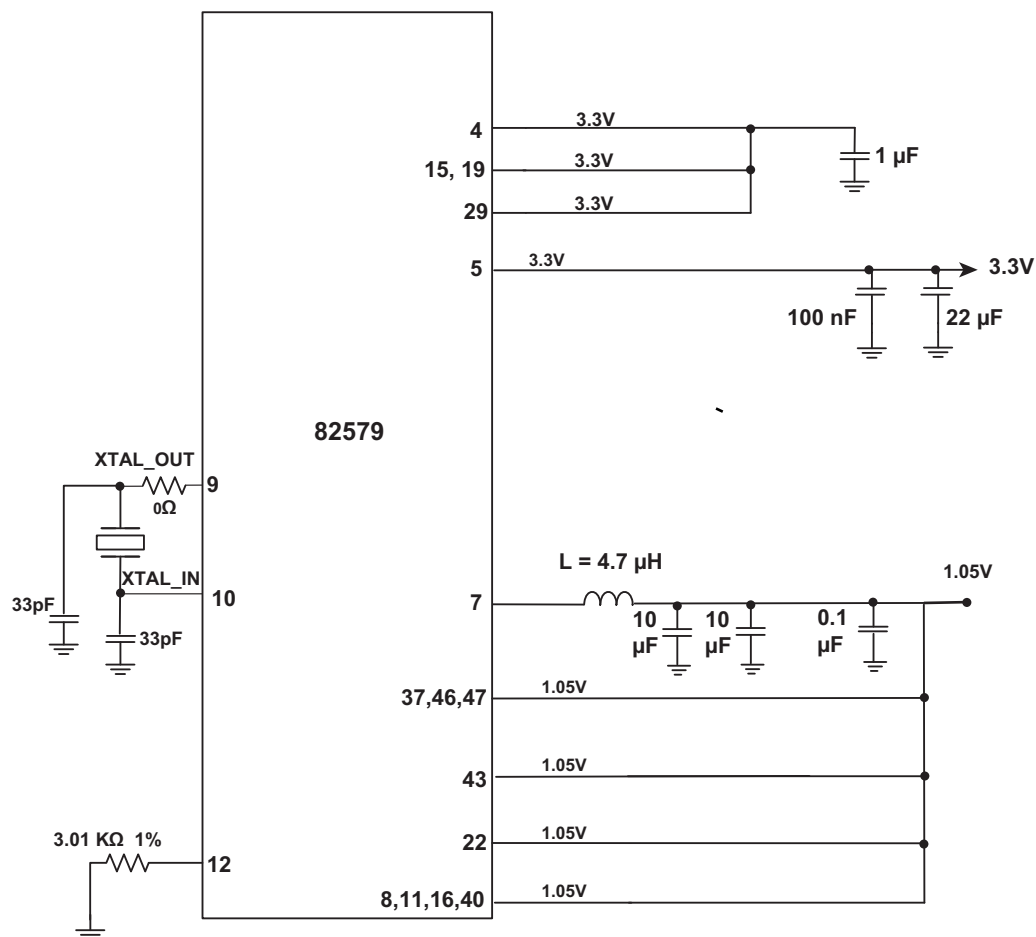 4
3.3V
1 µF
15, 19
3.3V
29
3.3V
5
3.3V
3.3V
100 nF
22 µF
82579
XTAL_OUT
9
0Ω
XTAL_IN
10
33pF
33pF
L = 4.7 µH
1.05V
7
10
µF
10
µF
0.1
µF
37,46,47
1.05V
43
1.05V
22
1.05V
3.01 KΩ 1%
12
8,11,16,40
1.05V